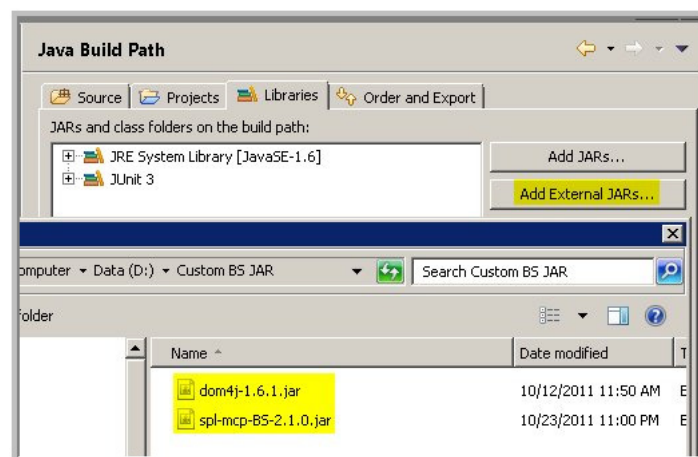 Java Build Path
Source Projects Libraries Order and Export
JARs and class folders on the build path:
JRE System Library [JavaSE-1.6]
JUnit 3
Add JARs...
Add External JARs...
omputer Data (D:) Custom BS JAR Search Custom BS JAR
folder
Name Date modified T
dom4j-1.6.1.jar 10/12/2011 11:50 AM E
spl-mcp-BS-2.1.0.jar 10/23/2011 11:00 PM E